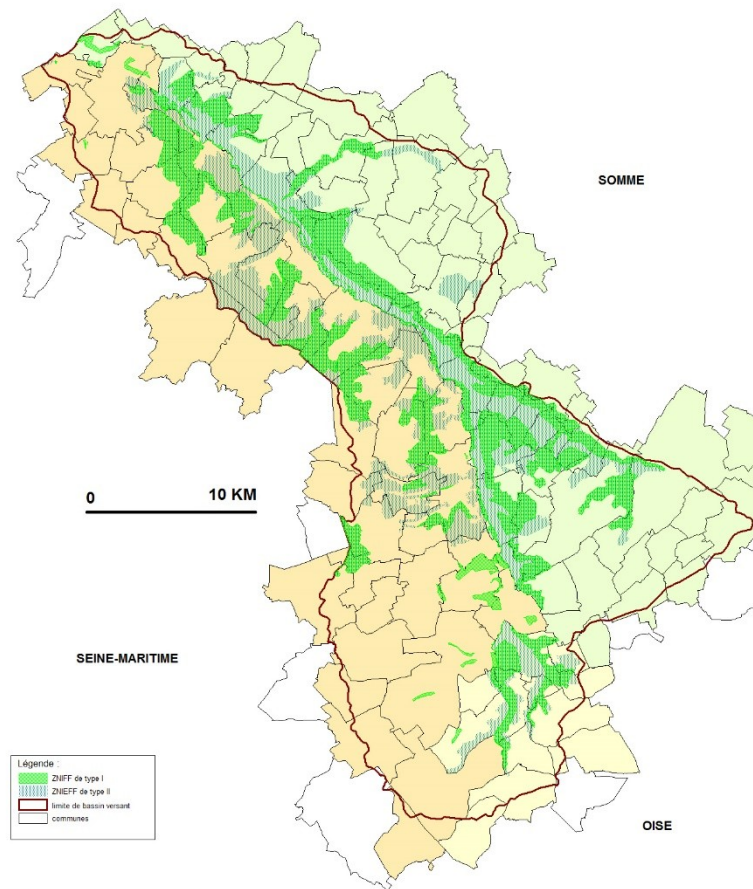 SOMME
0 10 KM
SEINE-MARITIME
Légende :
ZNIFF de type I
ZNIEFF de type II
limite de bassin versant
communes
OISE